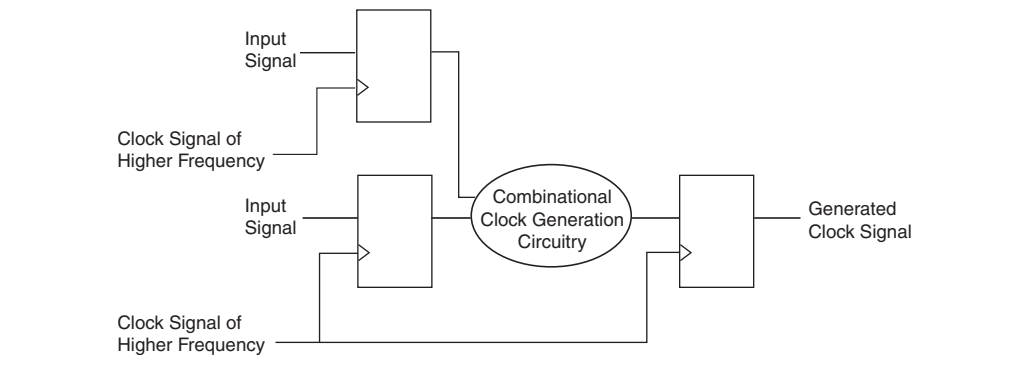 Input
Signal
Clock Signal of
Higher Frequency
Input
Signal
Combinational
Clock Generation
Circuitry
Generated
Clock Signal
Clock Signal of
Higher Frequency